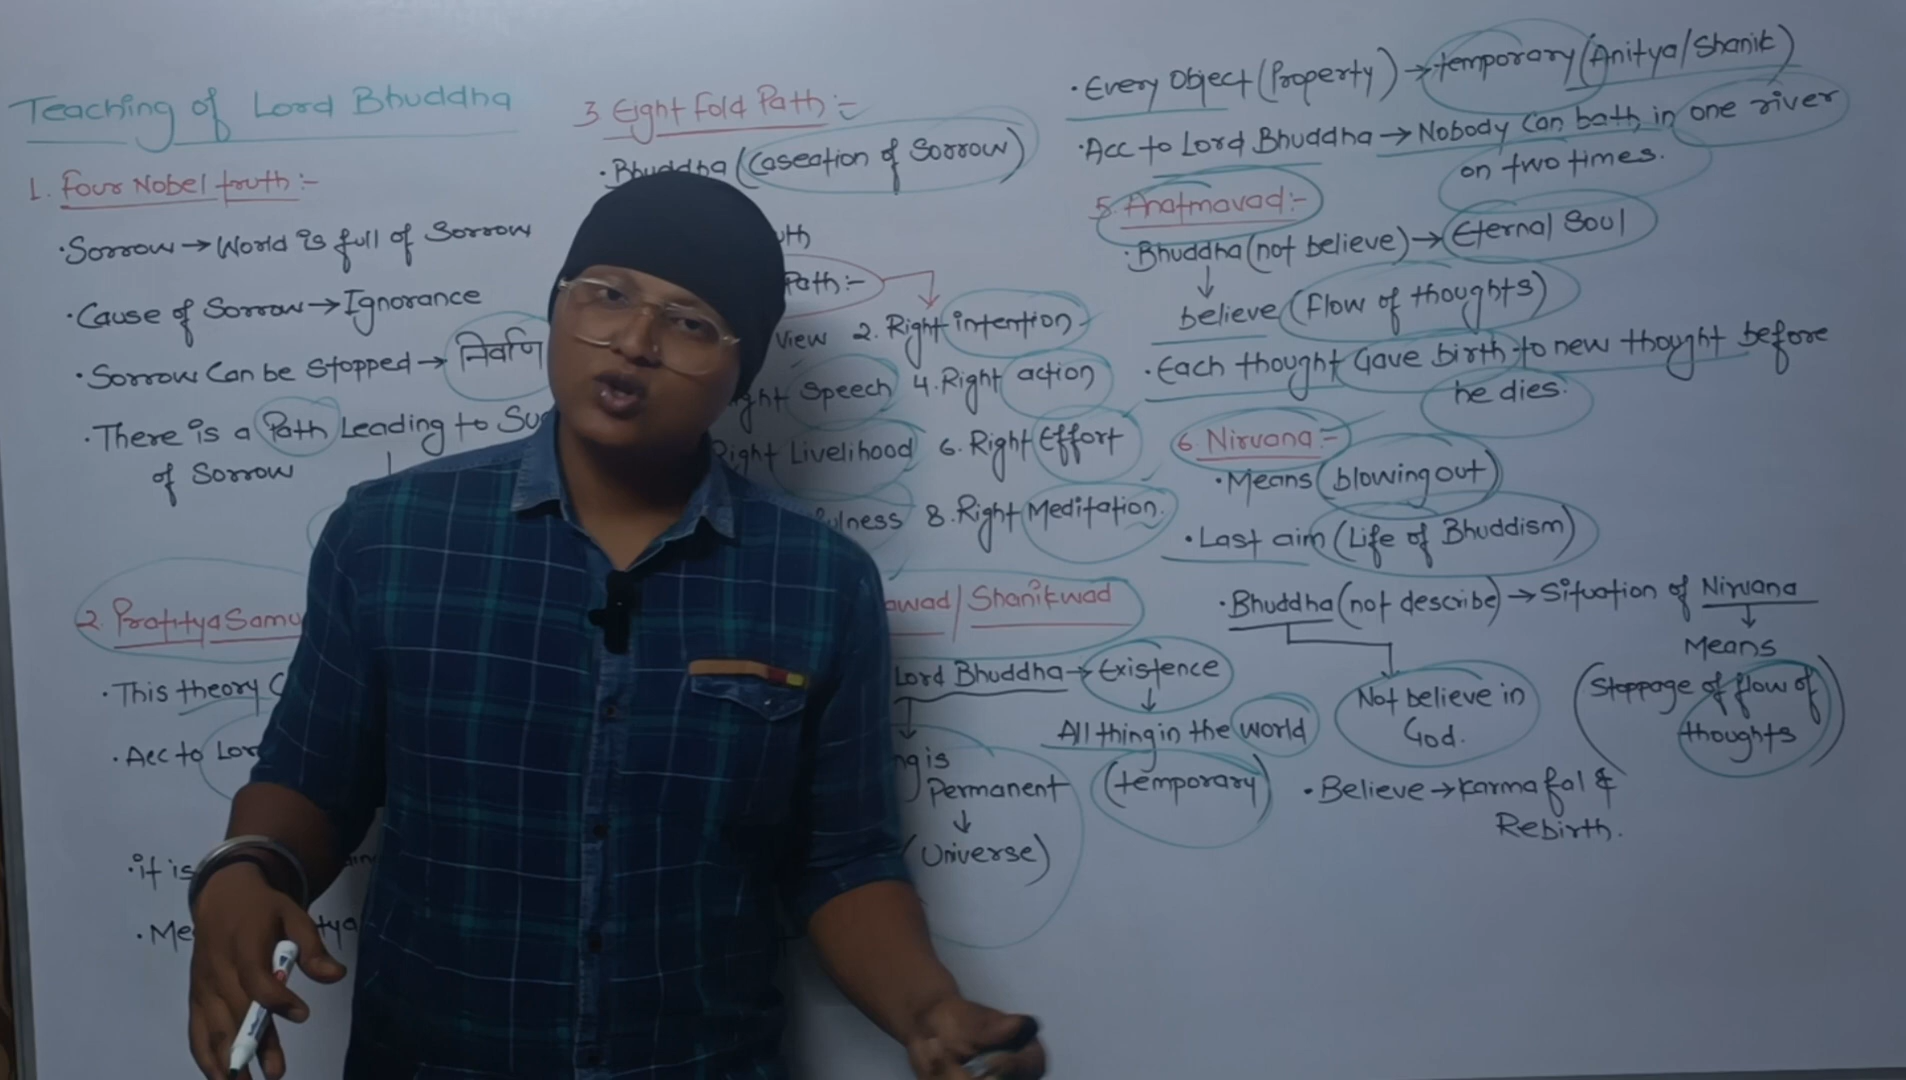 Teaching of Lord Bhuddha
1. Four Nobel truth:-
·Sorrow→World is full of Sorrow
·Cause of Sorrow→Ignorance
·Sorrow Can be Stopped→ निर्वाण
·There is a Path Leading to
of Sorrow
2. Pratitya
·This theory
·Acc to
·if is
3 Eight Fold Path:-
·Bhuddha (Caseation of Sorrow)
Path:-
View 2. Right intention
Speech 4. Right action
Right Livelihood 6. Right Effort
8. Right Meditation.
/Shanikwad
Lord Bhuddha→Existence
↓
All thing in the world
is
Permanent (temporary)
↓
(Universe)
·Every Object (Property)→temporary (Anitya/Shanik)
·Acc to Lord Bhuddha→Nobody Can bath in one river
on two times.
5. Anatmavad:-
·Bhuddha (not believe)→Eternal Soul
↓
believe (Flow of thoughts)
·Each thought Gave birth to new thought before
he dies.
6 Nirvana:-
·Means (blowing out)
·Last aim (Life of Bhuddism)
·Bhuddha (not describe)→Situation of Nirvana
↓
Means
Not believe in (Stoppage of flow of
God. thoughts)
·Believe→Karmafal &
Rebirth.